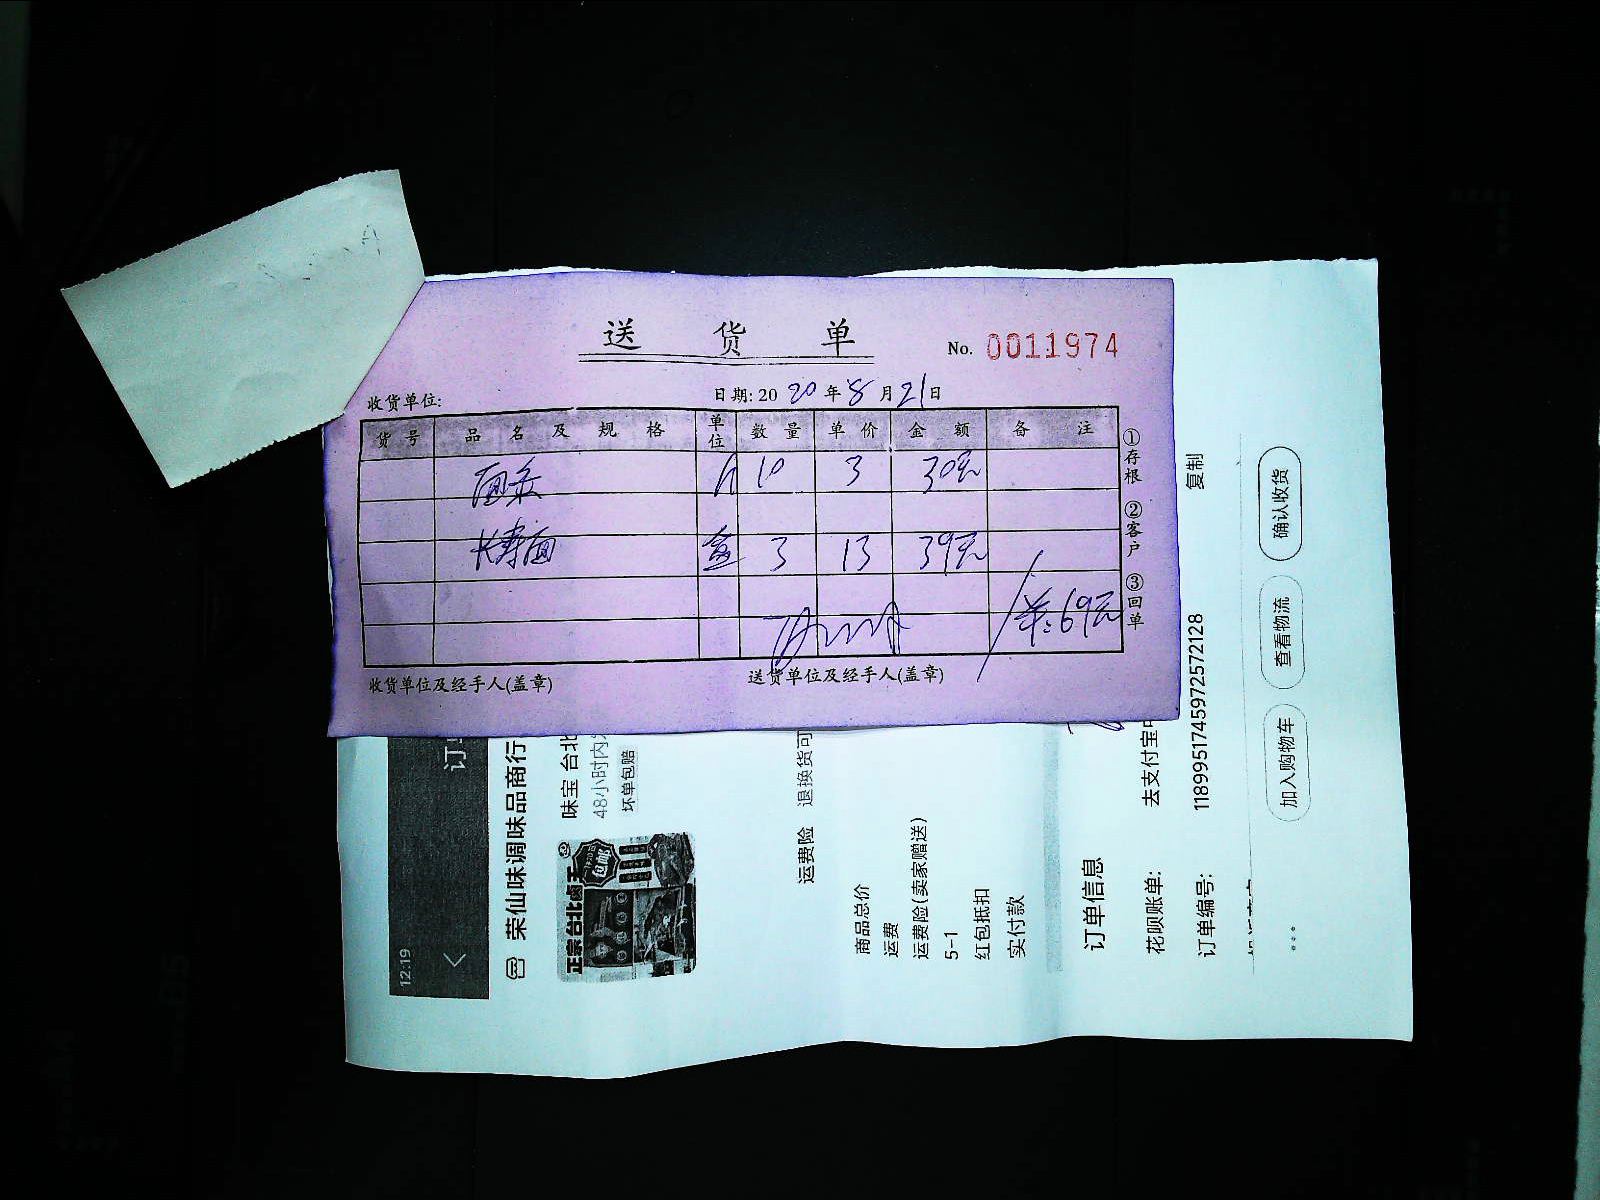 送 货 单
No. 0011974
收货单位: 日期: 2020年8月21日
货号 品名及规格 单位 数量 单价 金额 备注
面条 10 3 30元
长寿面 盒 3 13 39元
共:69元
收货单位及经手人(盖章) 送货单位及经手人(盖章)
①存根 ②客户 ③回单
12:19
荣仙味调味品商行
味宝 台北
48小时内
坏单包赔
正宗台北卤
包邮
运费险 退换货可
商品总价
运费
运费险(卖家赠送)
5-1
红包抵扣
实付款
订单信息
花呗账单: 去支付宝
订单编号: 1189951745972572128 复制
加入购物车 查看物流 确认收货